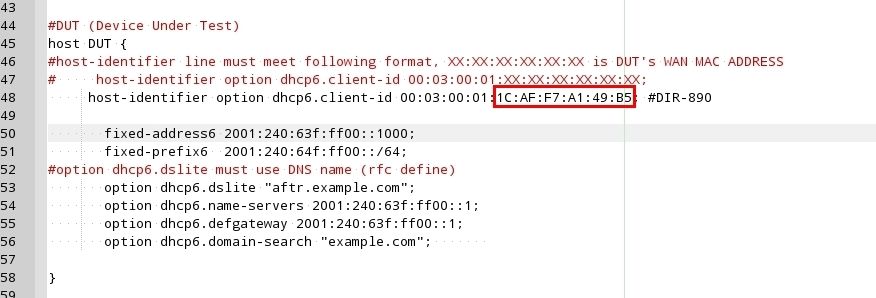 43
44 #DUT (Device Under Test)
45 host DUT {
46 #host-identifier line must meet following format, XX:XX:XX:XX:XX:XX is DUT's WAN MAC ADDRESS
47 #     host-identifier option dhcp6.client-id 00:03:00:01:XX:XX:XX:XX:XX:XX;
48      host-identifier option dhcp6.client-id 00:03:00:01:1C:AF:F7:A1:49:B5; #DIR-890
49
50        fixed-address6 2001:240:63f:ff00::1000;
51        fixed-prefix6  2001:240:64f:ff00::/64;
52 #option dhcp6.dslite must use DNS name (rfc define)
53        option dhcp6.dslite "aftr.example.com";
54        option dhcp6.name-servers 2001:240:63f:ff00::1;
55        option dhcp6.defgateway 2001:240:63f:ff00::1;
56        option dhcp6.domain-search "example.com";
57
58 }
59